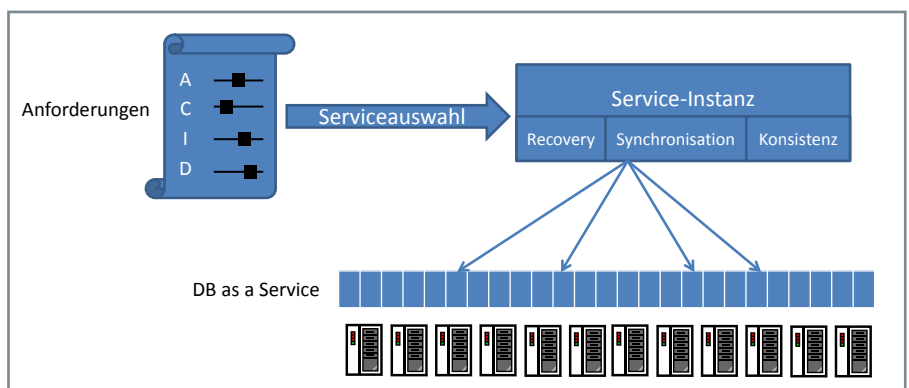 Anforderungen
A
C
I
D
Serviceauswahl
Service-Instanz
Recovery Synchronisation Konsistenz
DB as a Service